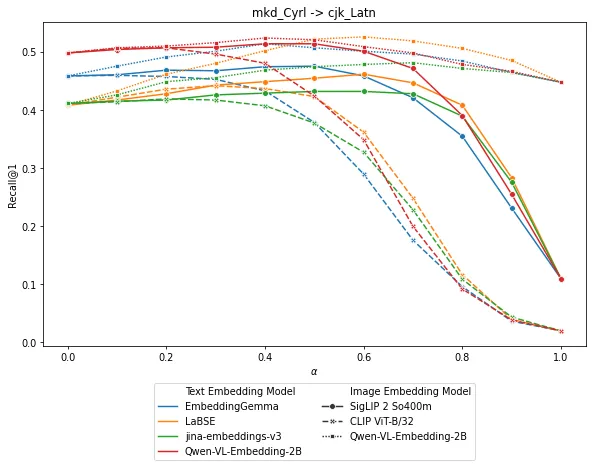 mkd_Cyrl -> cjk_Latn
Recall@1
0.5
0.4
0.3
0.2
0.1
0.0
0.0 0.2 0.4 0.6 0.8 1.0
α
Text Embedding Model
EmbeddingGemma
LaBSE
jina-embeddings-v3
Qwen-VL-Embedding-2B
Image Embedding Model
SigLIP 2 So400m
CLIP ViT-B/32
Qwen-VL-Embedding-2B